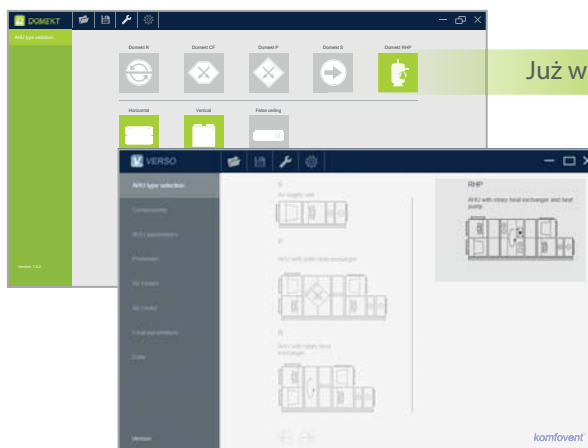 DOMEKT
AHU type selection
Domekt R
Domekt CF
Domekt P
Domekt S
Domekt RHP
Już w
Horizontal
Vertical
False ceiling
VERSO
AHU type selection
Components
AHU parameters
S
Air supply unit
P
AHU with plate heat exchanger
R
AHU with rotary heat
exchanger
RHP
AHU with rotary heat exchanger and heat
pump
Air heater
Air cooler
Final parameters
Data
Version
komfovent